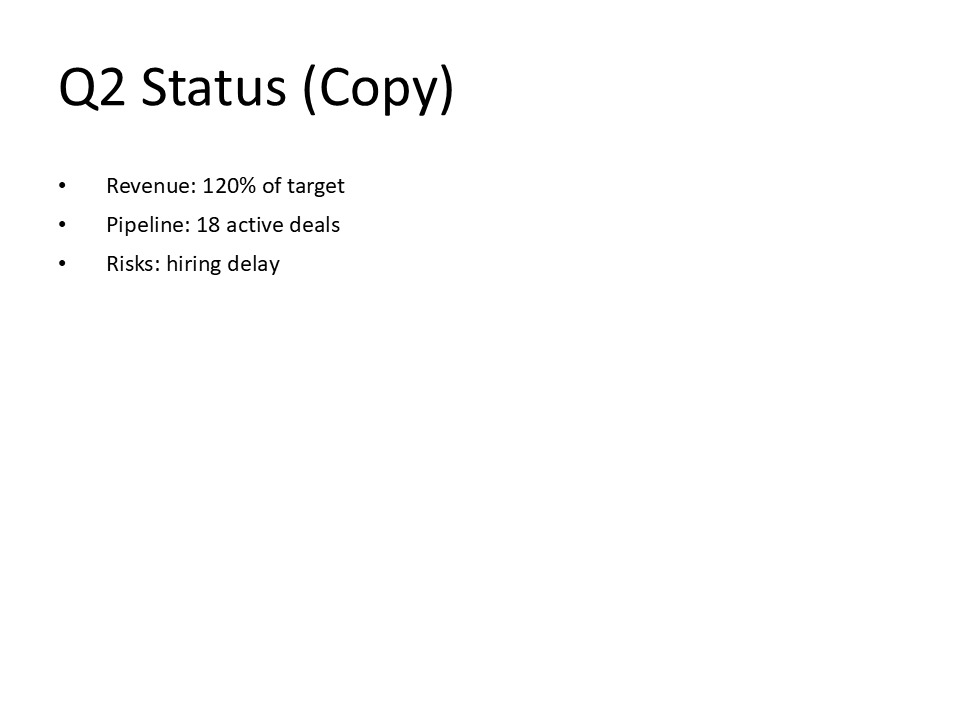 Q2 Status (Copy)
• Revenue: 120% of target
• Pipeline: 18 active deals
• Risks: hiring delay